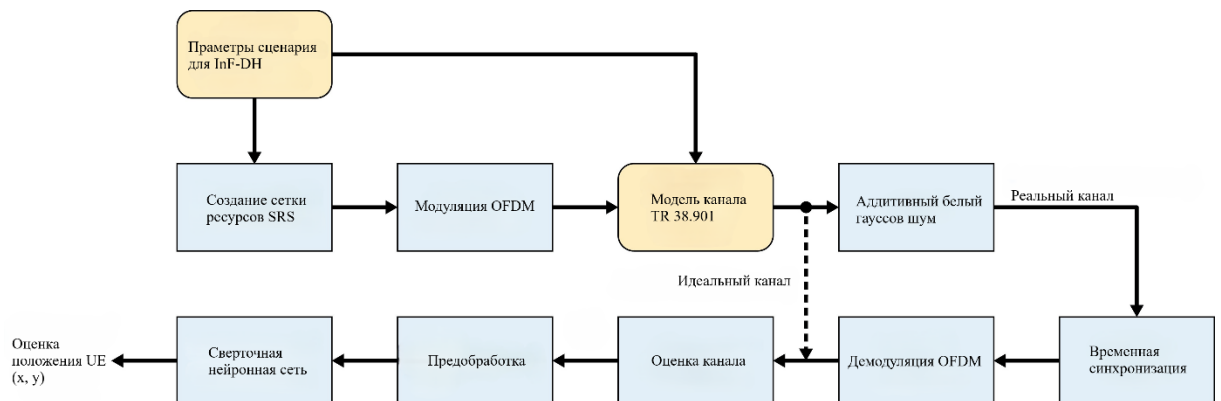 Праметры сценария
для InF-DH
Создание сетки
ресурсов SRS
Модуляция OFDM
Модель канала
TR 38.901
Аддитивный белый
гауссов шум
Реальный канал
Идеальный канал
Оценка
положения UE
(x, y)
Сверточная
нейронная сеть
Предобработка
Оценка канала
Демодуляция OFDM
Временная
синхронизация